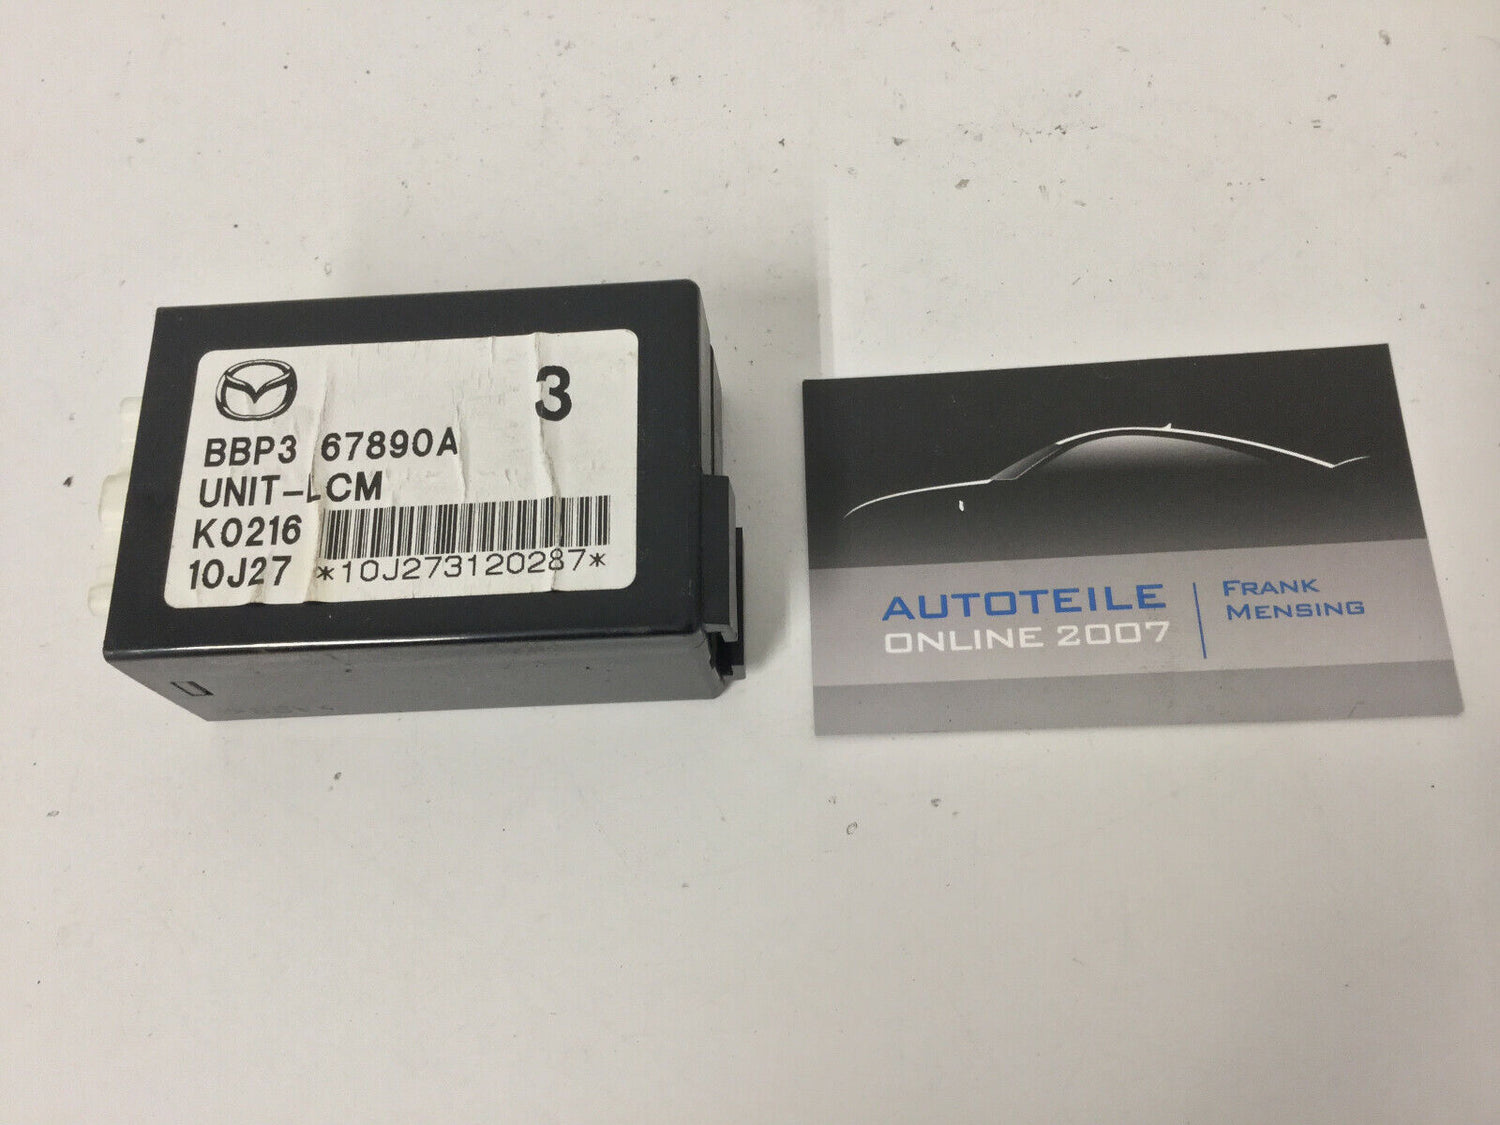 3
BBP3 67890A
UNIT-LCM
K0216
10J27 *10J273120287*
AUTOTEILE
ONLINE 2007
FRANK
MENSING